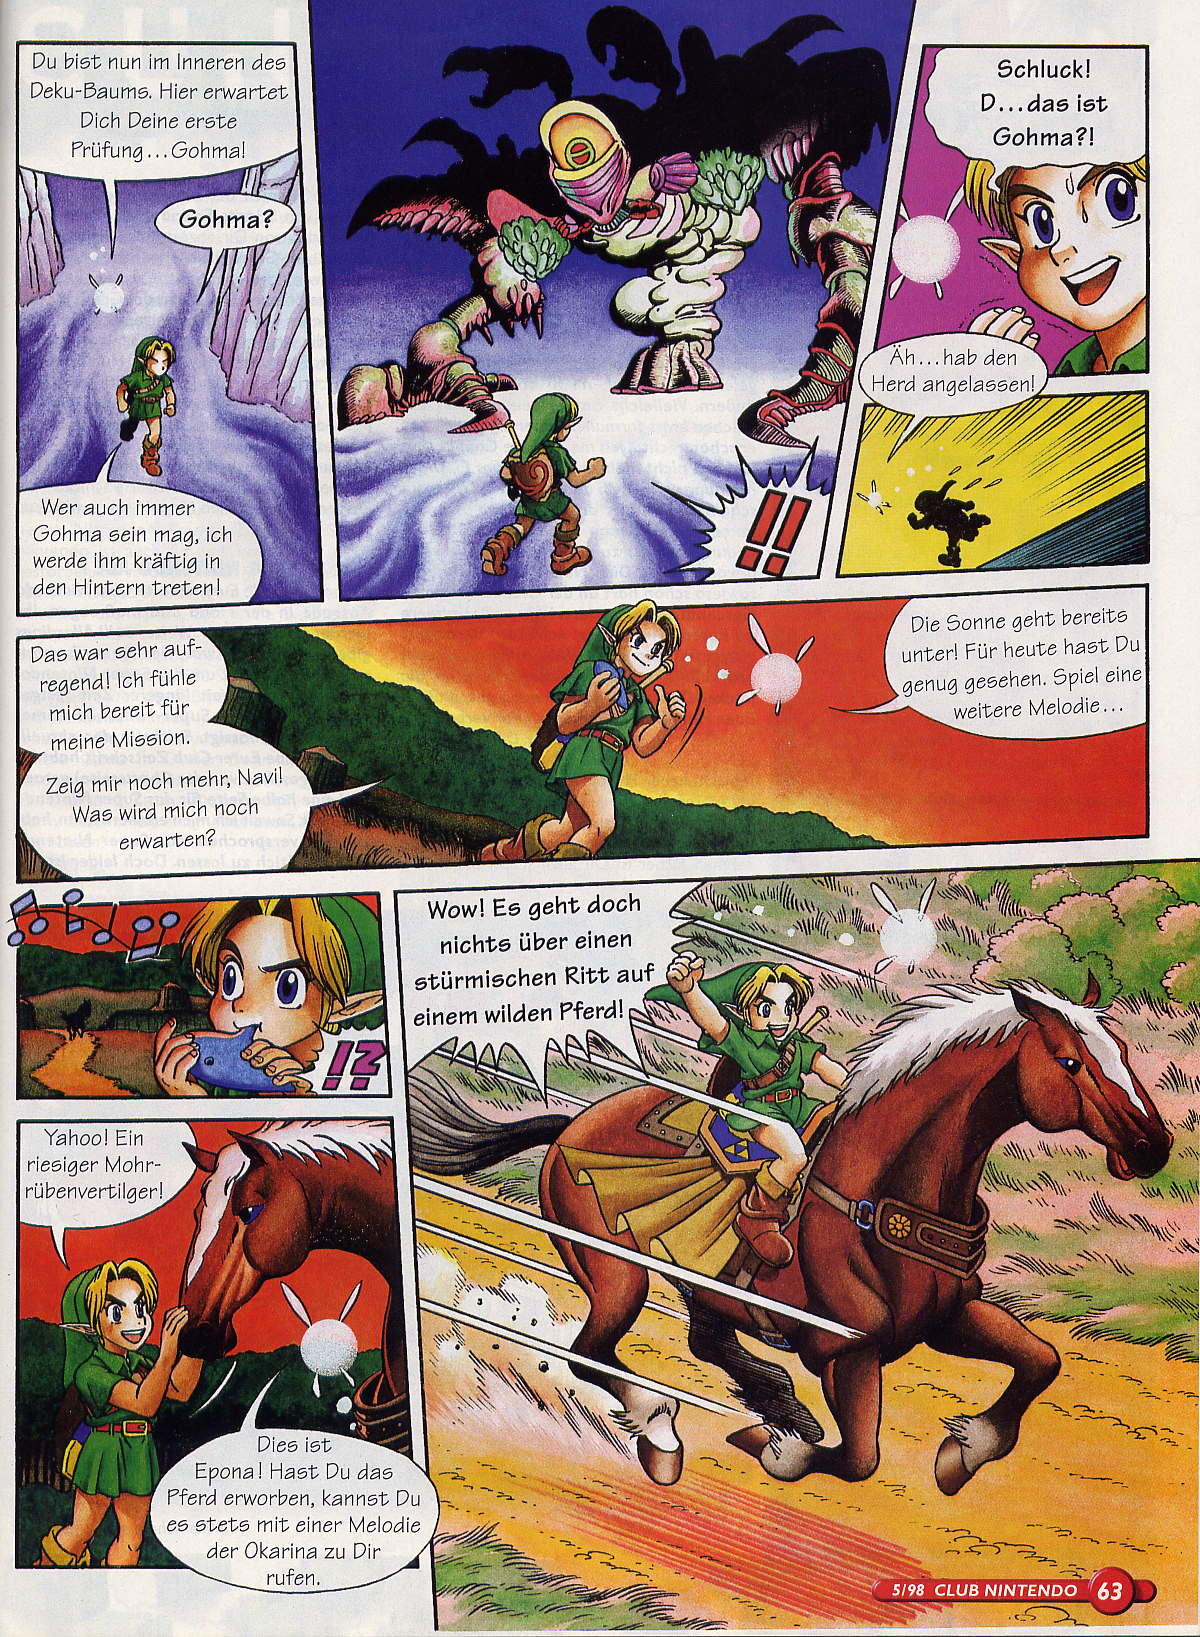 Du bist nun im Inneren des
Deku-Baums. Hier erwartet
Dich Deine erste
Prüfung...Gohma!
Gohma?
Wer auch immer
Gohma sein mag, ich
werde ihm kräftig in
den Hintern treten!
!!
Schluck!
D...das ist
Gohma?!
Äh...hab den
Herd angelassen!
Das war sehr auf-
regend! Ich fühle
mich bereit für
meine Mission.
Zeig mir noch mehr, Navi!
Was wird mich noch
erwarten?
Die Sonne geht bereits
unter! Für heute hast Du
genug gesehen. Spiel eine
weitere Melodie...
!?
Yahoo! Ein
riesiger Mohr-
rübenvertilger!
Dies ist
Epona! Hast Du das
Pferd erworben, kannst Du
es stets mit einer Melodie
der Okarina zu Dir
rufen.
Wow! Es geht doch
nichts über einen
stürmischen Ritt auf
einem wilden Pferd!
5/98 CLUB NINTENDO 63